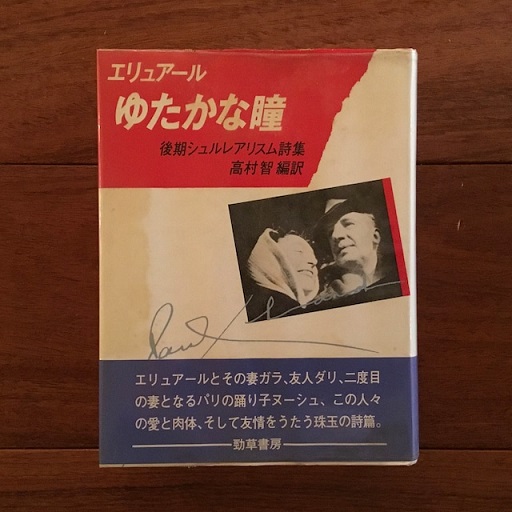 エリュアール
ゆたかな瞳
後期シュルレアリスム詩集
高村智 編訳
Paul Eluard
エリュアールとその妻ガラ、友人ダリ、二度目
の妻となるパリの踊り子ヌーシュ、この人々
の愛と肉体、そして友情をうたう珠玉の詩篇。
勁草書房